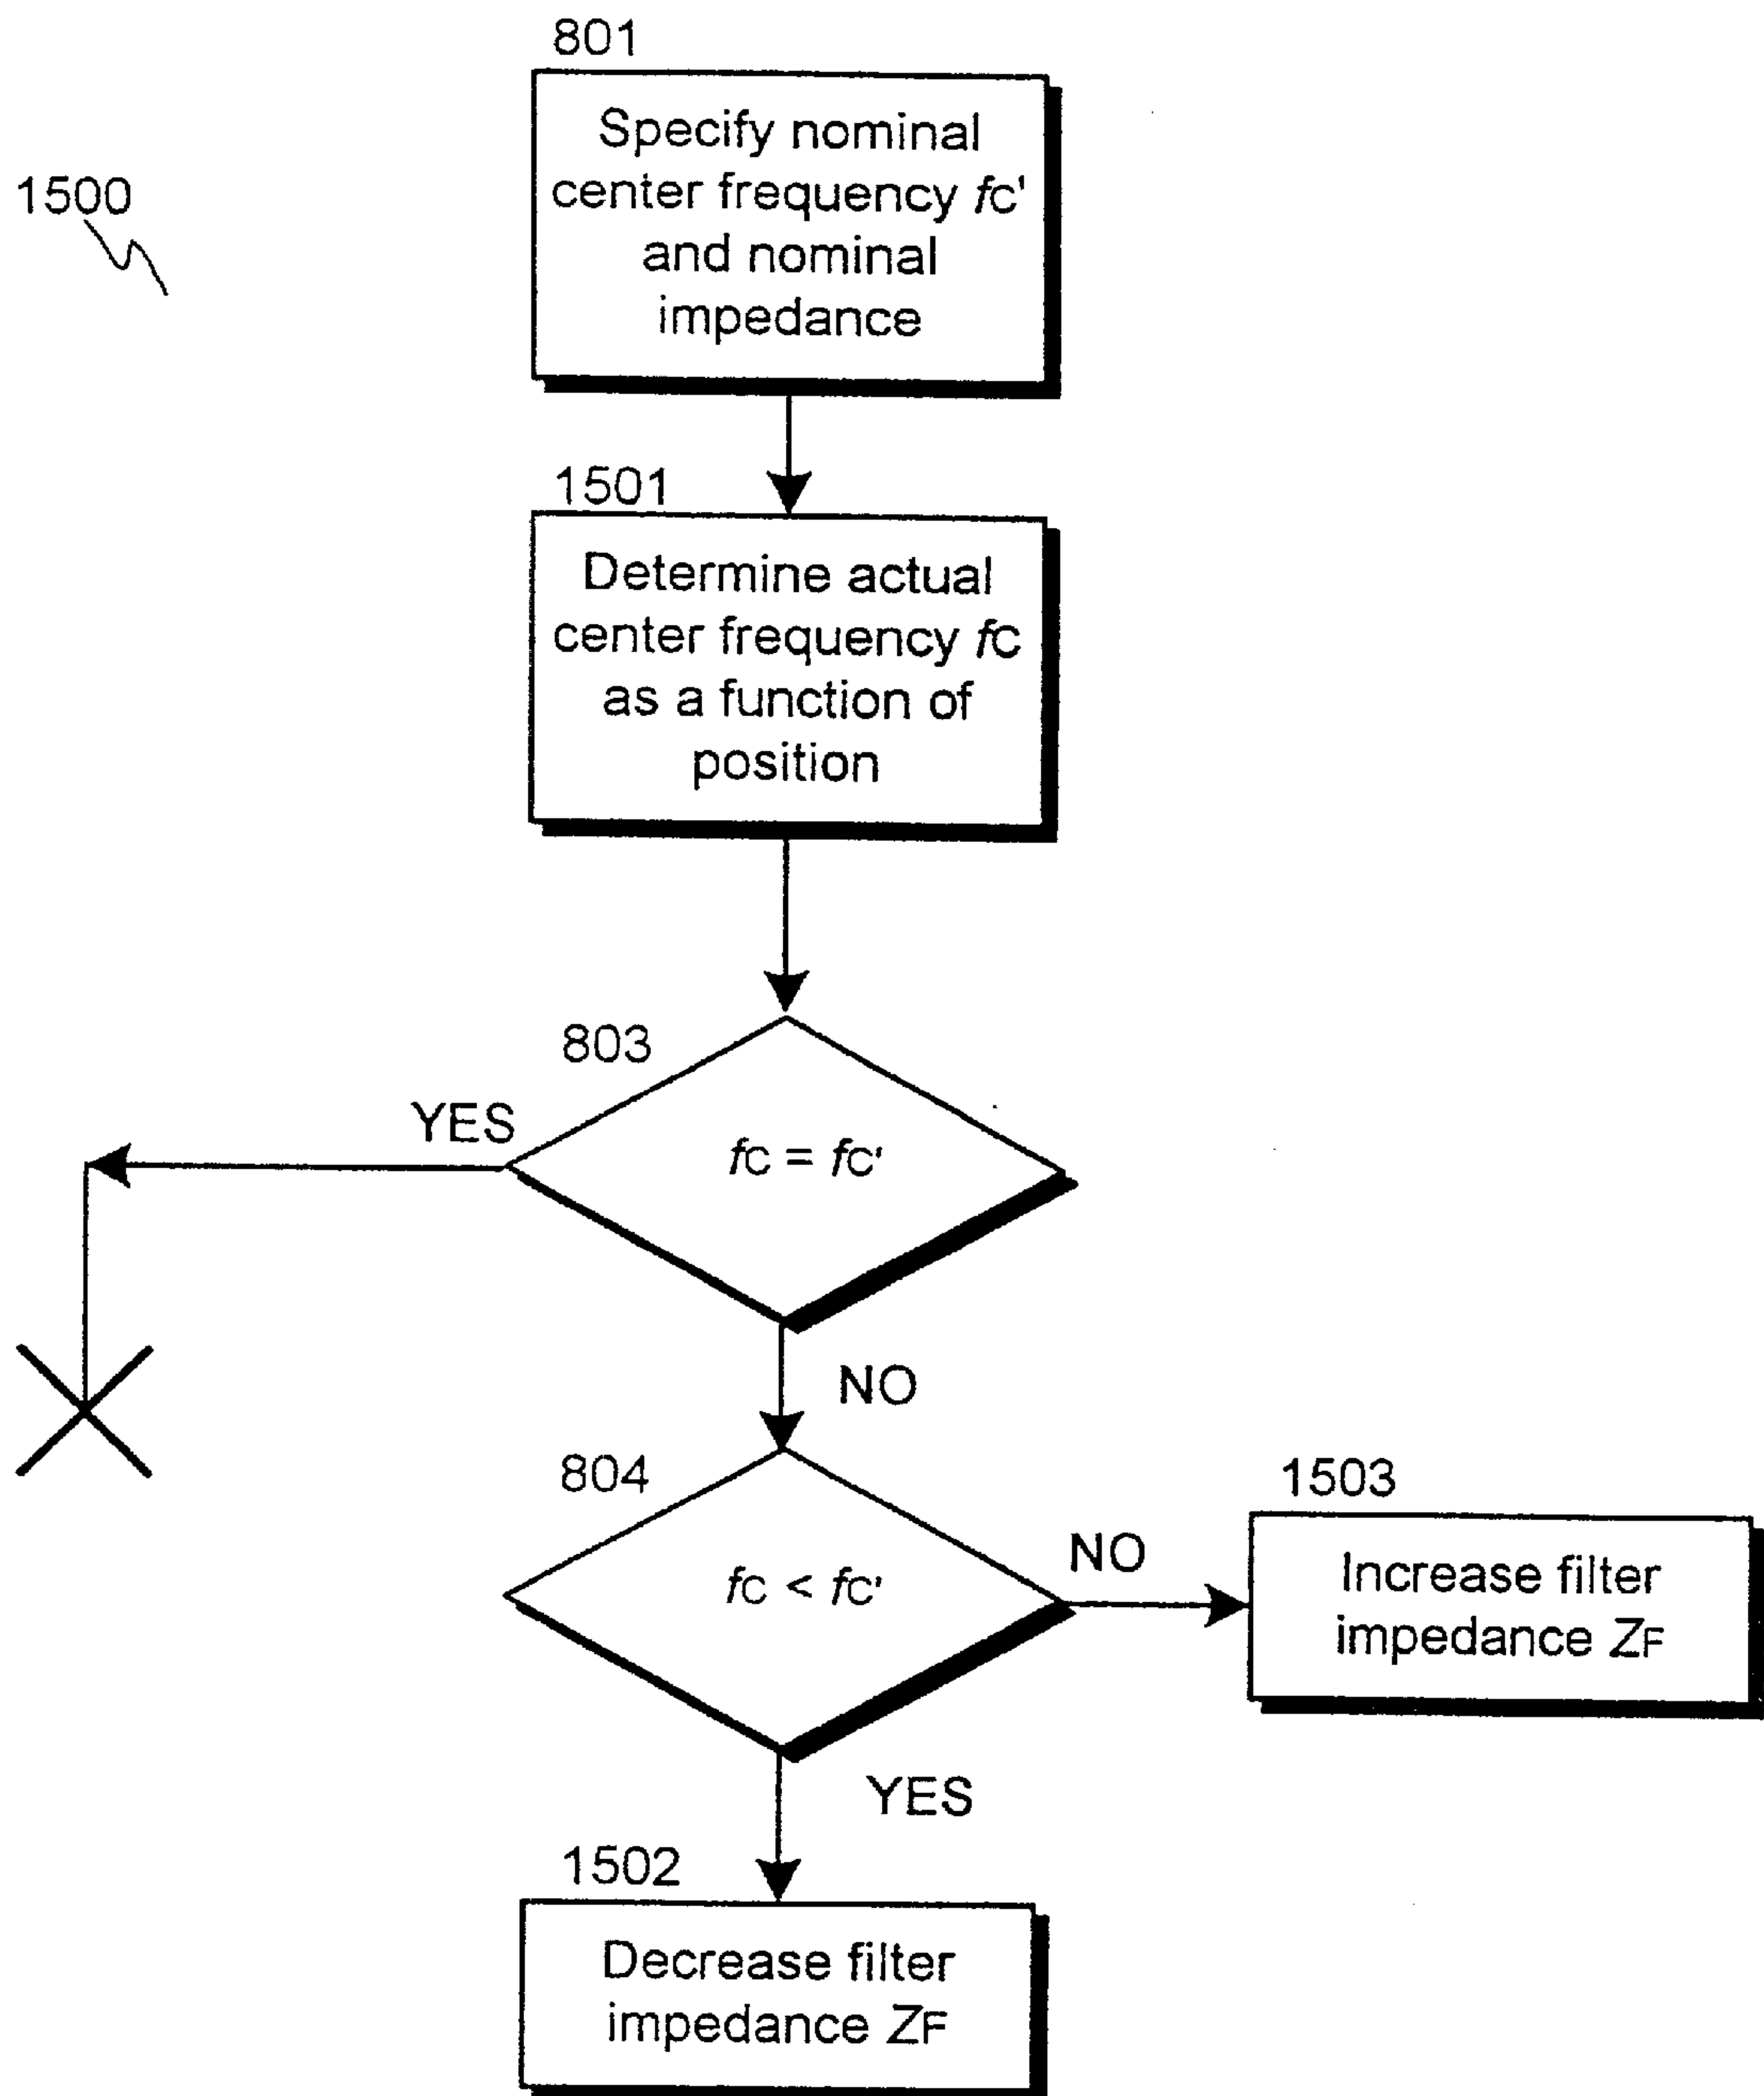 801
Specify nominal
center frequency fc'
and nominal
impedance
1500
1501
Determine actual
center frequency fc
as a function of
position
803
YES
fc = fc'
NO
804
fc < fc'
NO
1503
Increase filter
impedance ZF
YES
1502
Decrease filter
impedance ZF